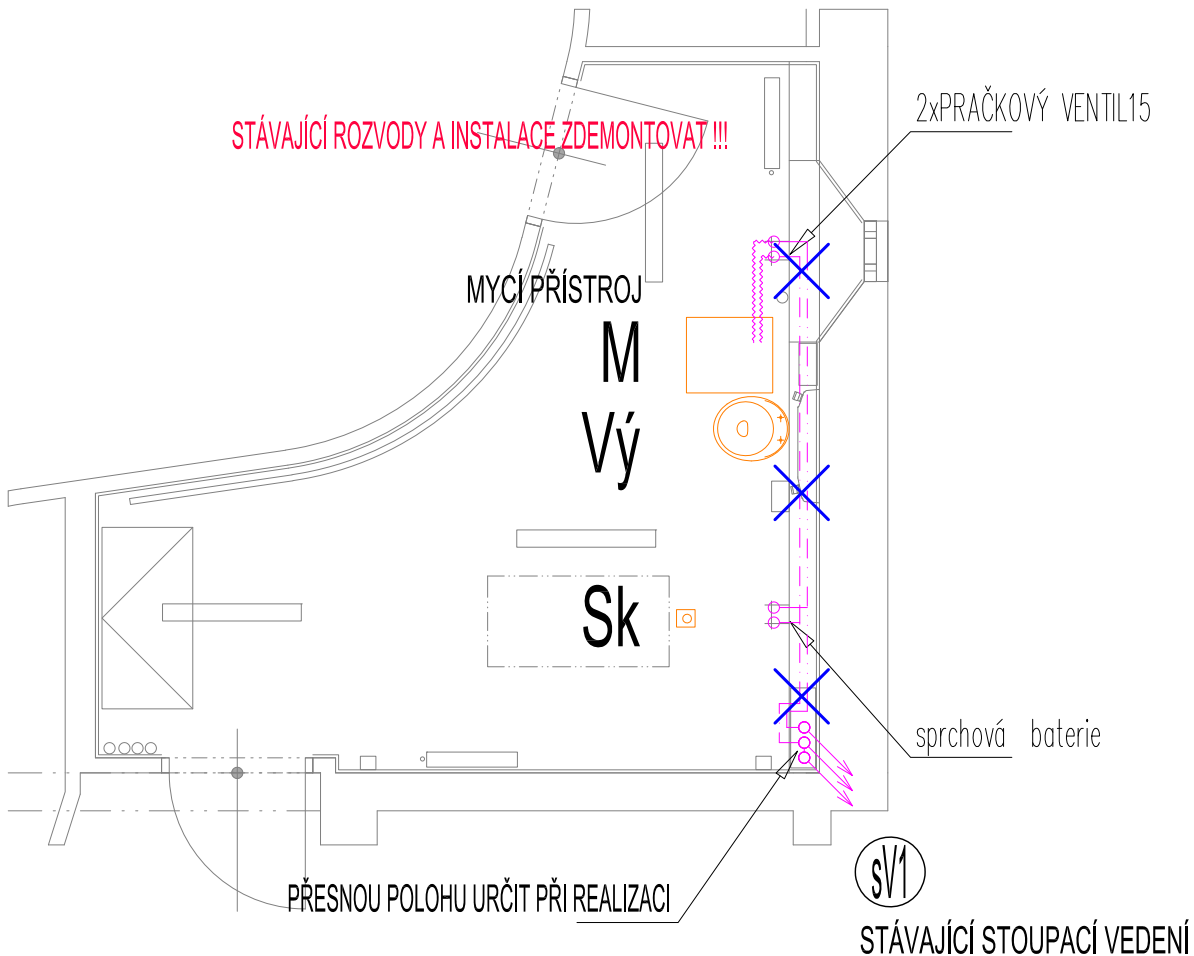 2xPRAČKOVÝ VENTIL15
STÁVAJÍCÍ ROZVODY A INSTALACE ZDEMONTOVAT !!!
MYCÍ PŘÍSTROJ
M
Vý
Sk
sprchová baterie
sV1
PŘESNOU POLOHU URČIT PŘI REALIZACI
STÁVAJÍCÍ STOUPACÍ VEDENÍ